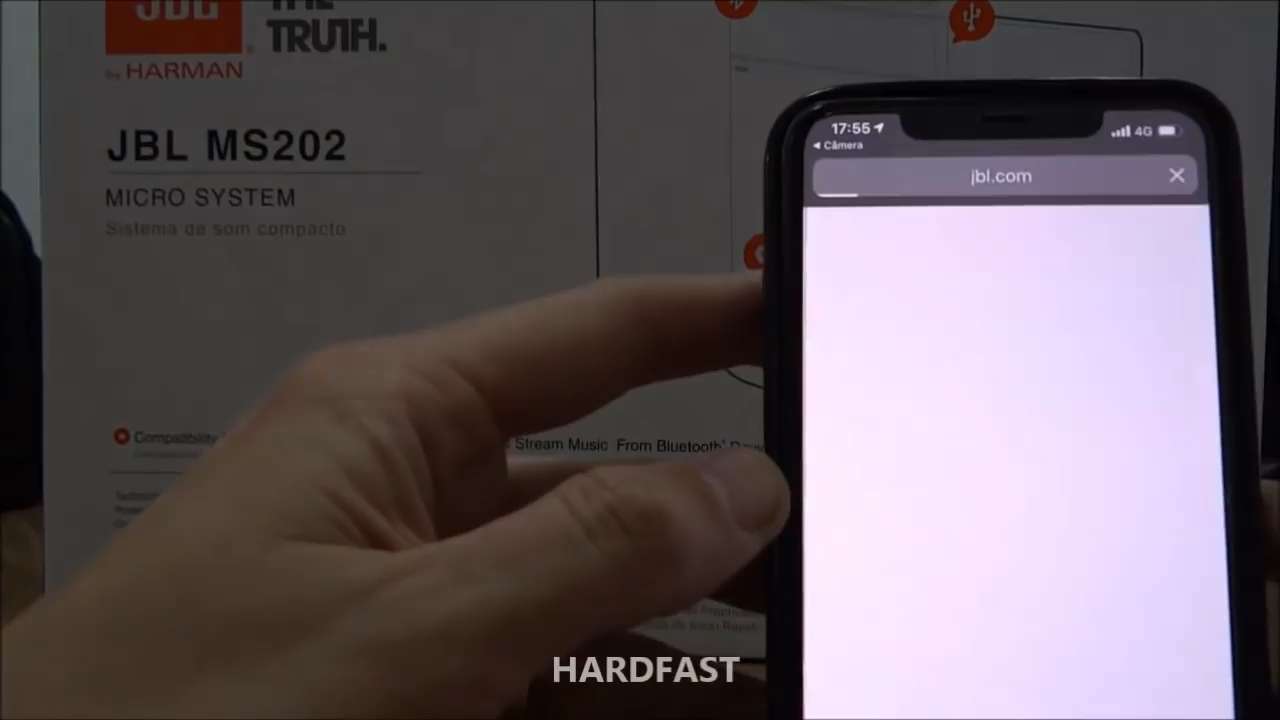 JBL
THE
TRUTH.
by HARMAN
JBL MS202
MICRO SYSTEM
Sistema de som compacto
Compatibility
Stream Music From Bluetooth
17:55
4G
Câmera
jbl.com
HARDFAST